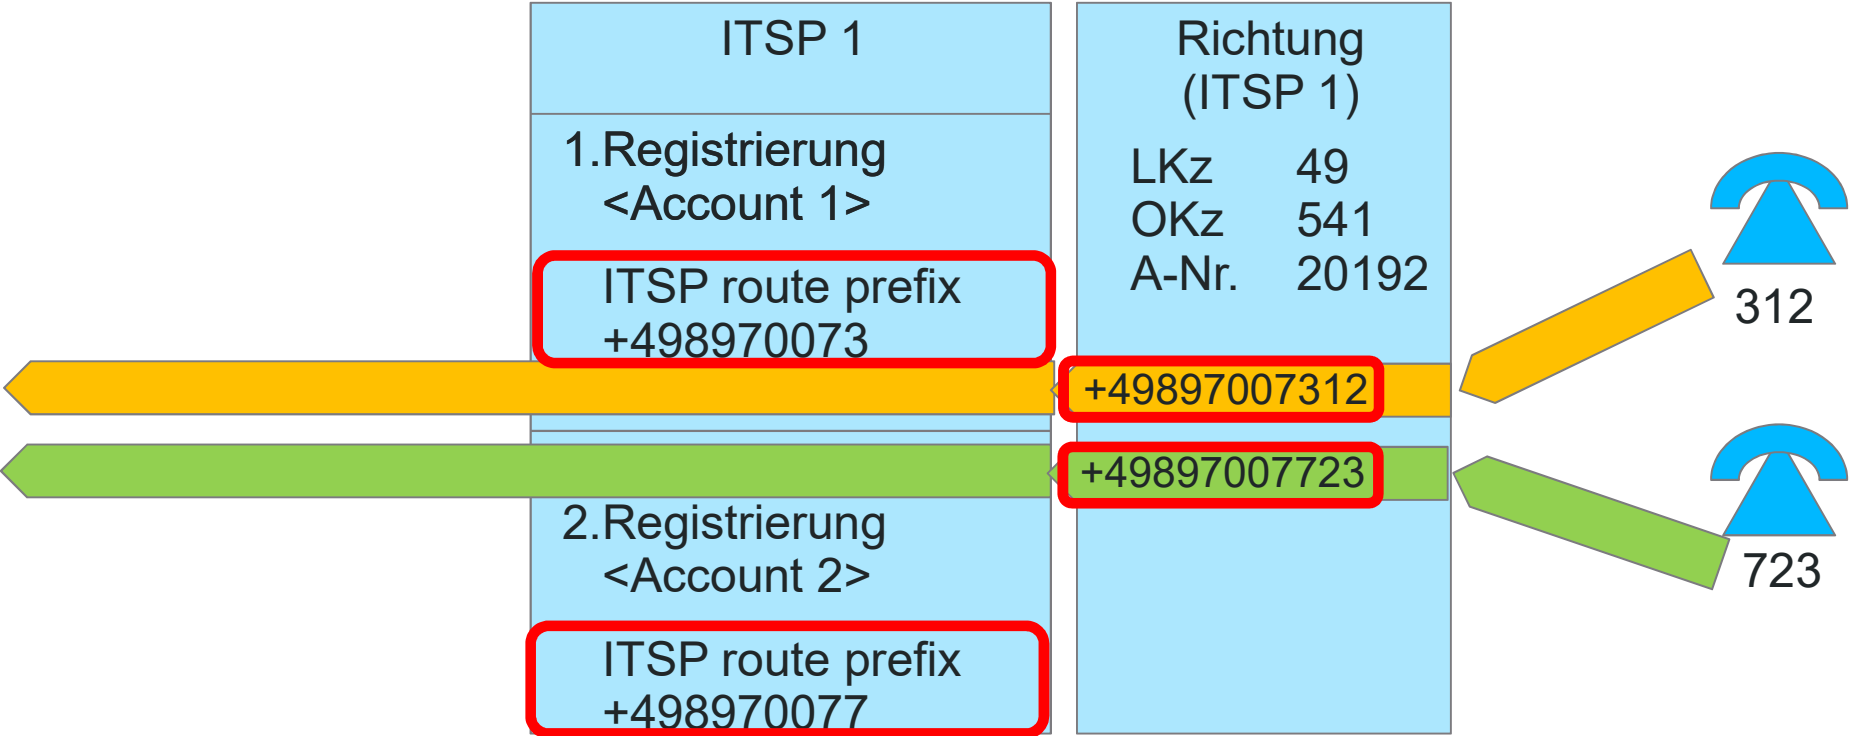 ITSP 1
1.Registrierung
<Account 1>
ITSP route prefix
+498970073
2.Registrierung
<Account 2>
ITSP route prefix
+498970077
Richtung
(ITSP 1)
LKz 49
OKz 541
A-Nr. 20192
+49897007312
+49897007723
312
723